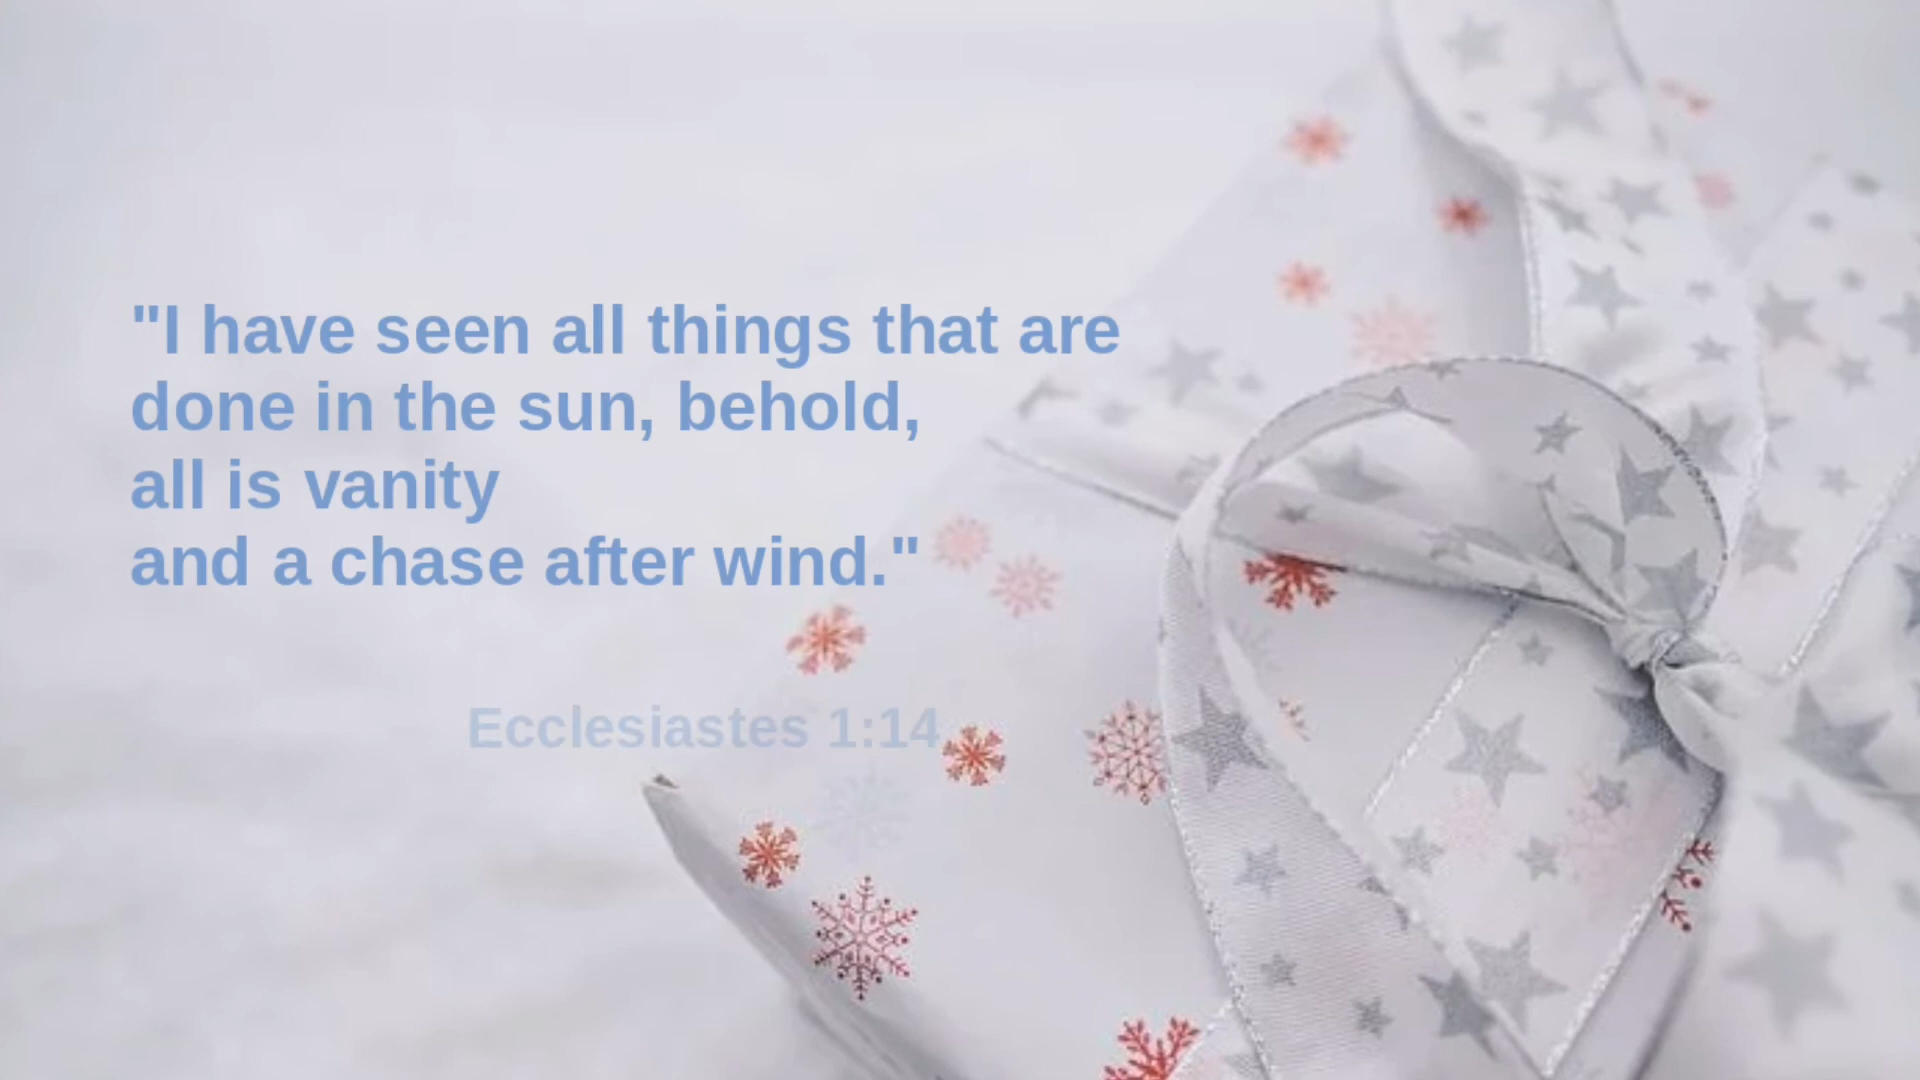 "I have seen all things that are
done in the sun, behold,
all is vanity
and a chase after wind."
Ecclesiastes 1:14